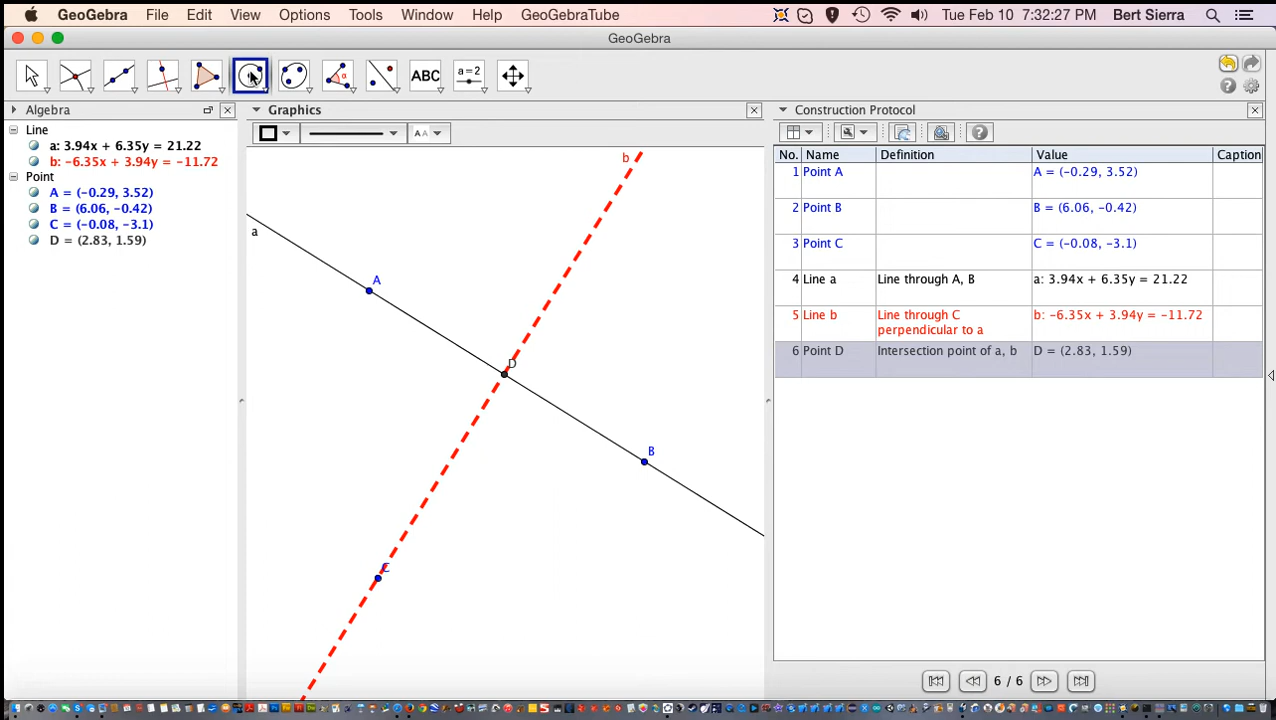 GeoGebra File Edit View Options Tools Window Help GeoGebraTube Tue Feb 10 7:32:27 PM Bert Sierra
GeoGebra
α ABC a=2
Algebra
Line
a: 3.94x + 6.35y = 21.22
b: -6.35x + 3.94y = -11.72
Point
A = (-0.29, 3.52)
B = (6.06, -0.42)
C = (-0.08, -3.1)
D = (2.83, 1.59)
Graphics
AA
b
a
A
D
B
C
Construction Protocol
No. Name Definition Value Caption
1 Point A A = (-0.29, 3.52)
2 Point B B = (6.06, -0.42)
3 Point C C = (-0.08, -3.1)
4 Line a Line through A, B a: 3.94x + 6.35y = 21.22
5 Line b Line through C b: -6.35x + 3.94y = -11.72
perpendicular to a
6 Point D Intersection point of a, b D = (2.83, 1.59)
6 / 6